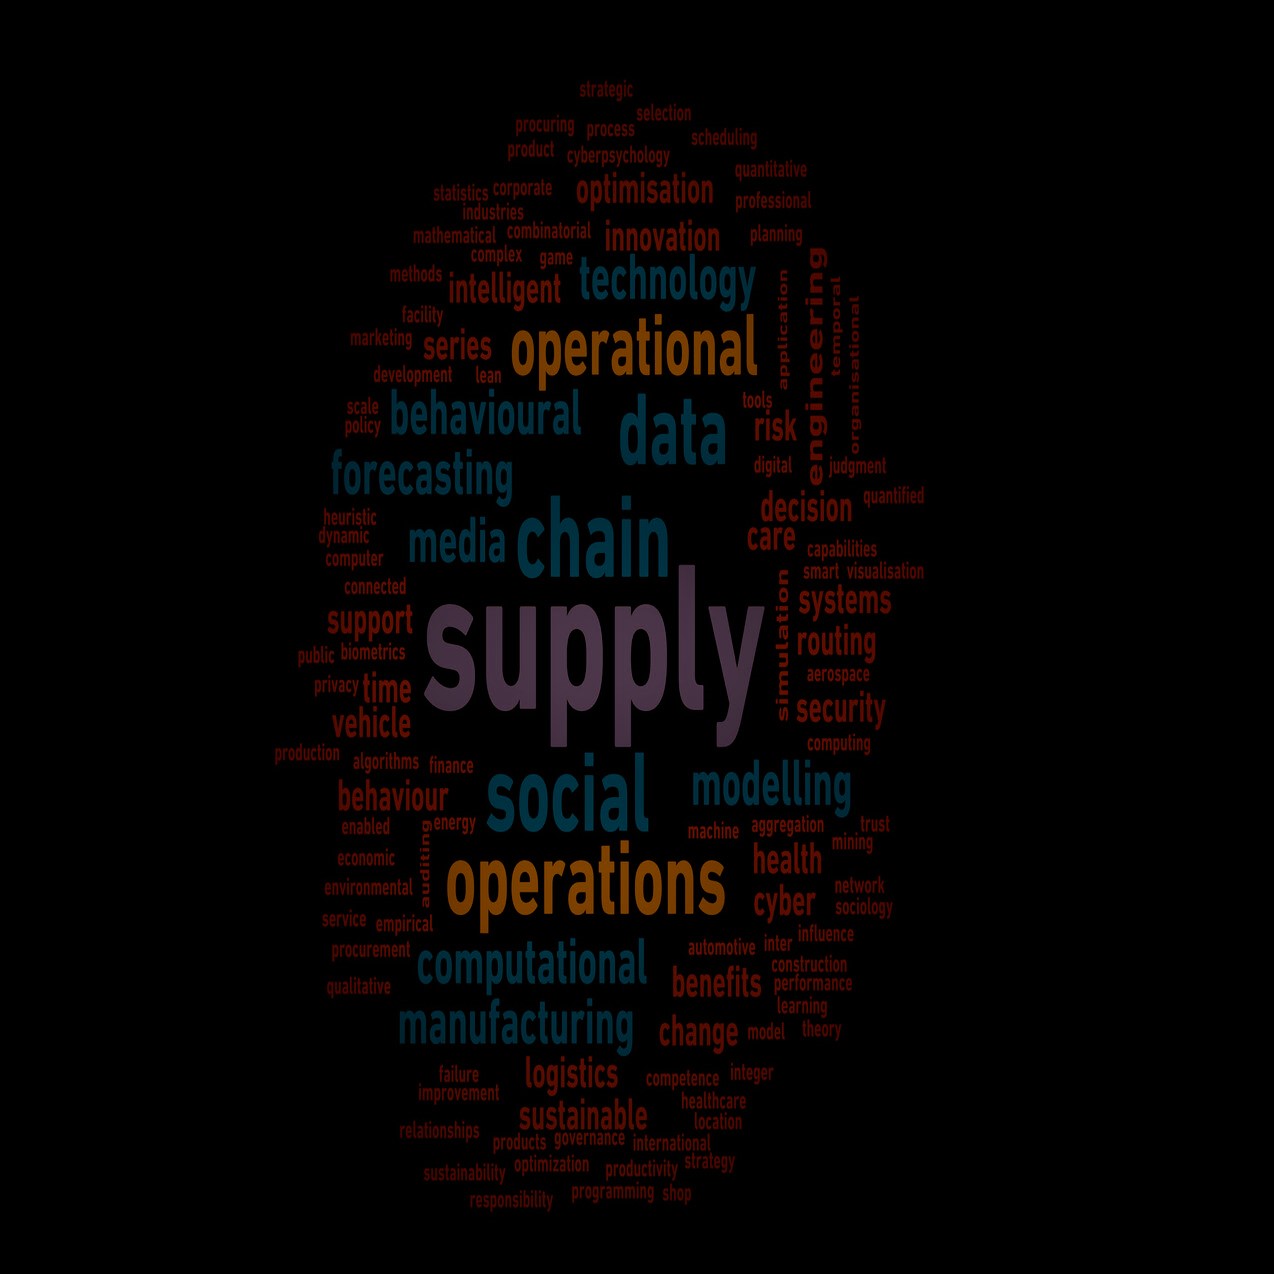 strategic
selection
procuring process
scheduling
product cyberpsychology
quantitative
statistics corporate optimisation
professional
industries
mathematical combinatorial innovation planning
complex game
methods intelligent technology
application
engineering
temporal
organisational
facility
marketing series operational
development lean
behavioural data tools
scale
policy
risk
forecasting digital judgment
quantified
decision
heuristic
dynamic media chain care
capabilities
computer
smart visualisation
connected
simulation
systems
support supply
routing
public biometrics
aerospace
privacy time
security
vehicle
computing
production
algorithms finance
social modelling
behaviour
enabled energy
auditing
machine aggregation trust
mining
economic
health
environmental operations
network
cyber
sociology
service empirical
influence
procurement
automotive inter
computational
construction
qualitative
benefits performance
learning
manufacturing change model theory
failure logistics competence integer
improvement
healthcare
sustainable location
relationships
products governance international
sustainability optimization productivity strategy
responsibility programming shop